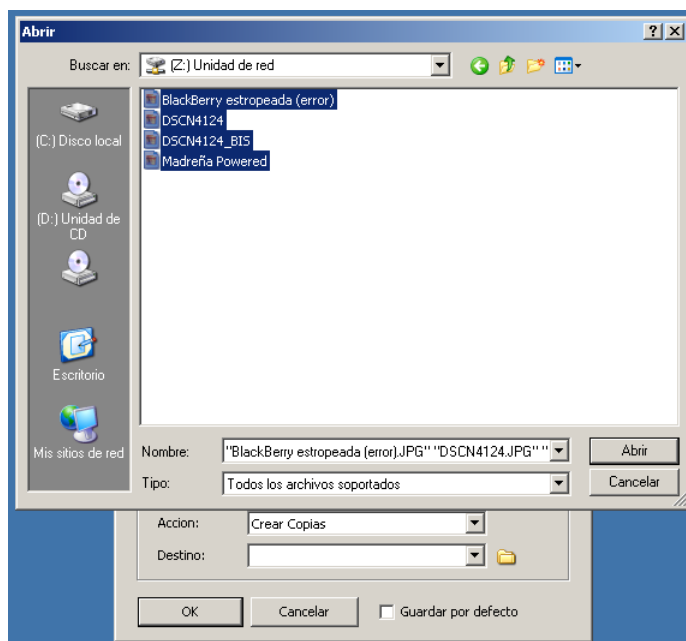 Abrir
Buscar en: (Z:) Unidad de red
(C:) Disco local
(D:) Unidad de
CD
Escritorio
Mis sitios de red
BlackBerry estropeada (error)
DSCN4124
DSCN4124_BIS
Madreña Powered
Nombre: "BlackBerry estropeada (error).JPG" "DSCN4124.JPG" " Abrir
Tipo: Todos los archivos soportados Cancelar
Accion: Crear Copias
Destino:
OK Cancelar Guardar por defecto